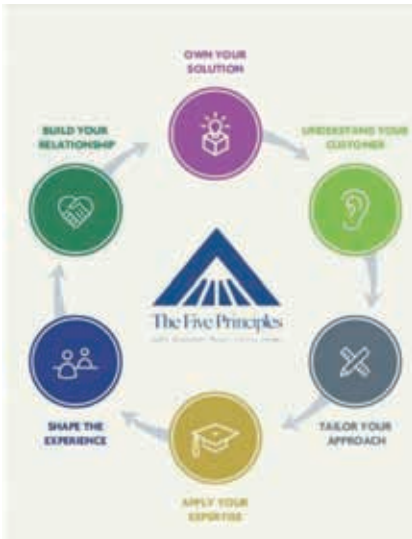 OWN YOUR
SOLUTION
BUILD YOUR
RELATIONSHIP
UNDERSTAND YOUR
CUSTOMER
The Five Principles
SHAPE THE
EXPERIENCE
TAILOR YOUR
APPROACH
APPLY YOUR
EXPERTISE